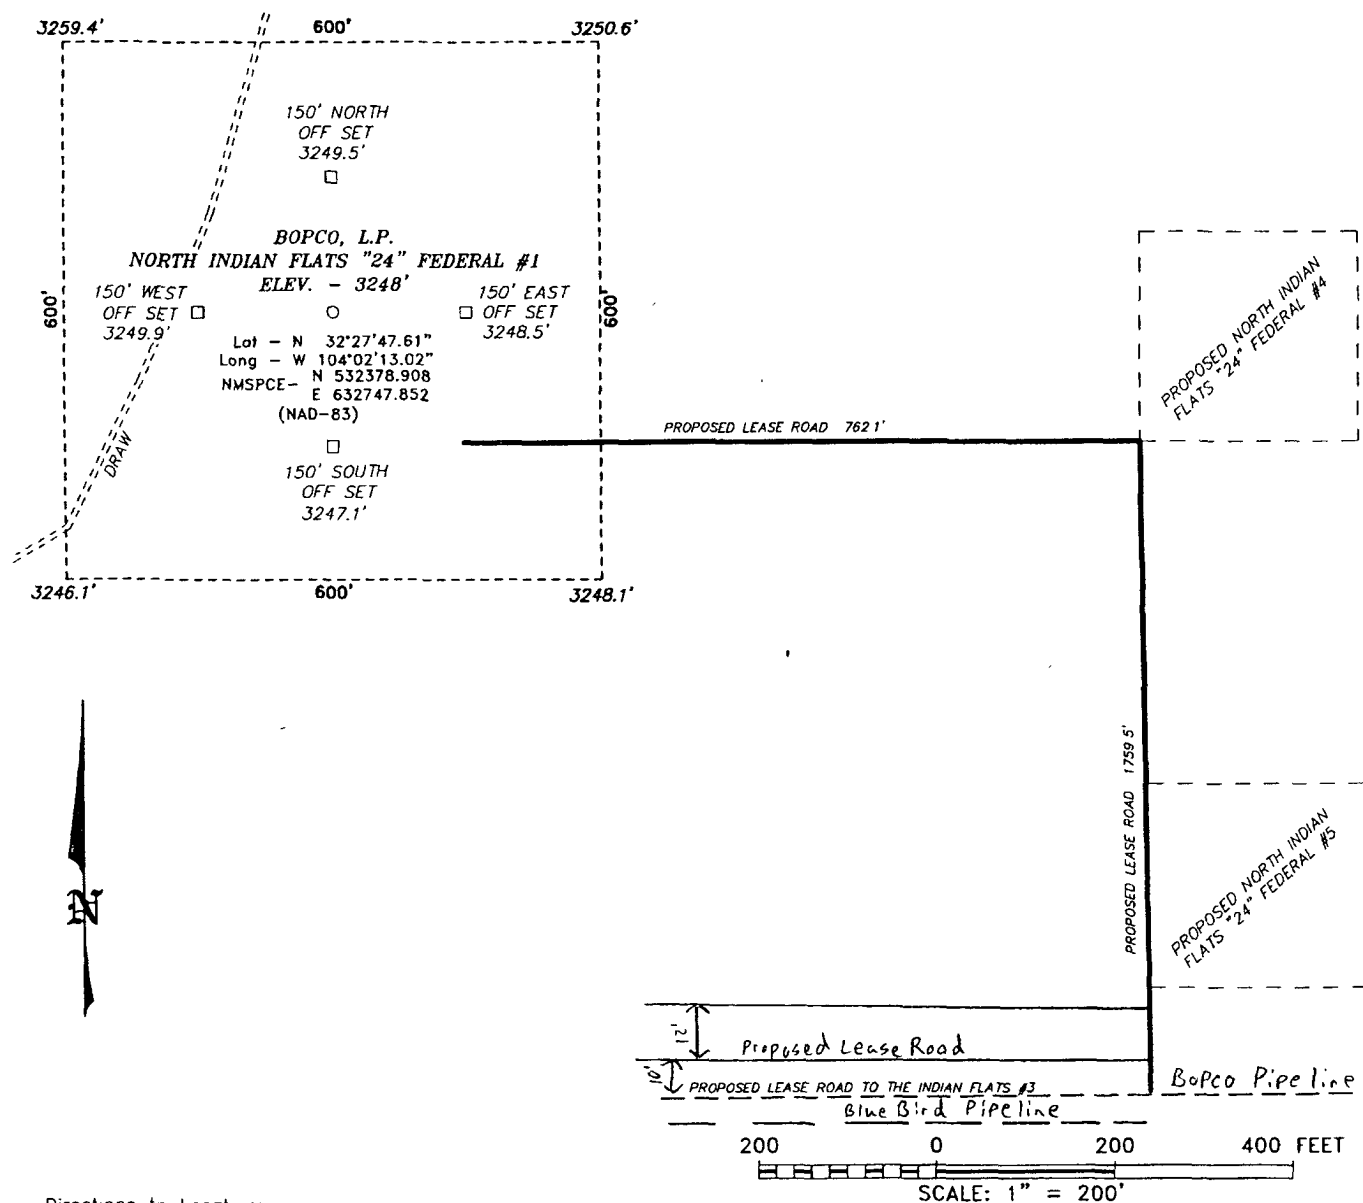 3259.4' 600' 3250.6'
150' NORTH
OFF SET
3249.5'
BOPCO, L.P.
NORTH INDIAN FLATS "24" FEDERAL #1
ELEV. - 3248'
150' WEST
OFF SET
3249.9'
150' EAST
OFF SET
3248.5'
600'
600'
Lat - N 32°27'47.61"
Long - W 104°02'13.02"
NMSPCE- N 532378.908
E 632747.852
(NAD-83)
DRAW
150' SOUTH
OFF SET
3247.1'
3246.1' 600' 3248.1'
PROPOSED LEASE ROAD 762 1'
PROPOSED NORTH INDIAN
FLATS "24" FEDERAL #4
PROPOSED LEASE ROAD 1759 5'
PROPOSED NORTH INDIAN
FLATS "24" FEDERAL #5
N
12'
Proposed Lease Road
10'
PROPOSED LEASE ROAD TO THE INDIAN FLATS #3
Bopco Pipeline
Blue Bird Pipeline
200 0 200 400 FEET
SCALE: 1" = 200'